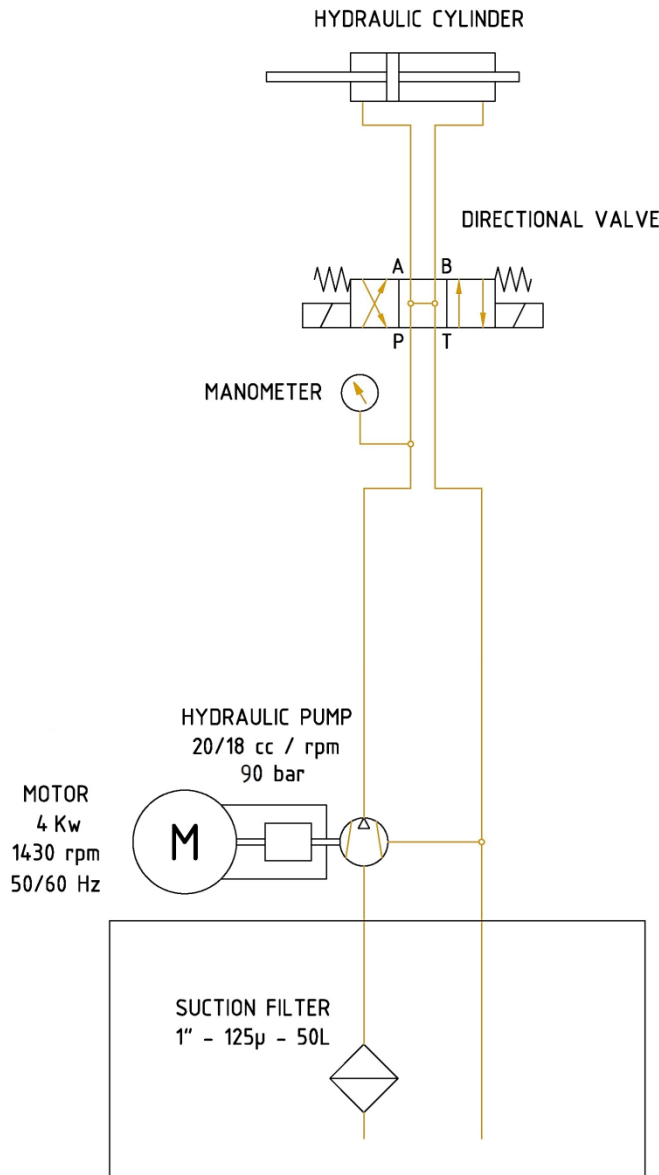 HYDRAULIC CYLINDER
DIRECTIONAL VALVE
A B
P T
MANOMETER
HYDRAULIC PUMP
20/18 cc / rpm
90 bar
MOTOR
4 Kw
1430 rpm
50/60 Hz
M
SUCTION FILTER
1" - 125µ - 50L